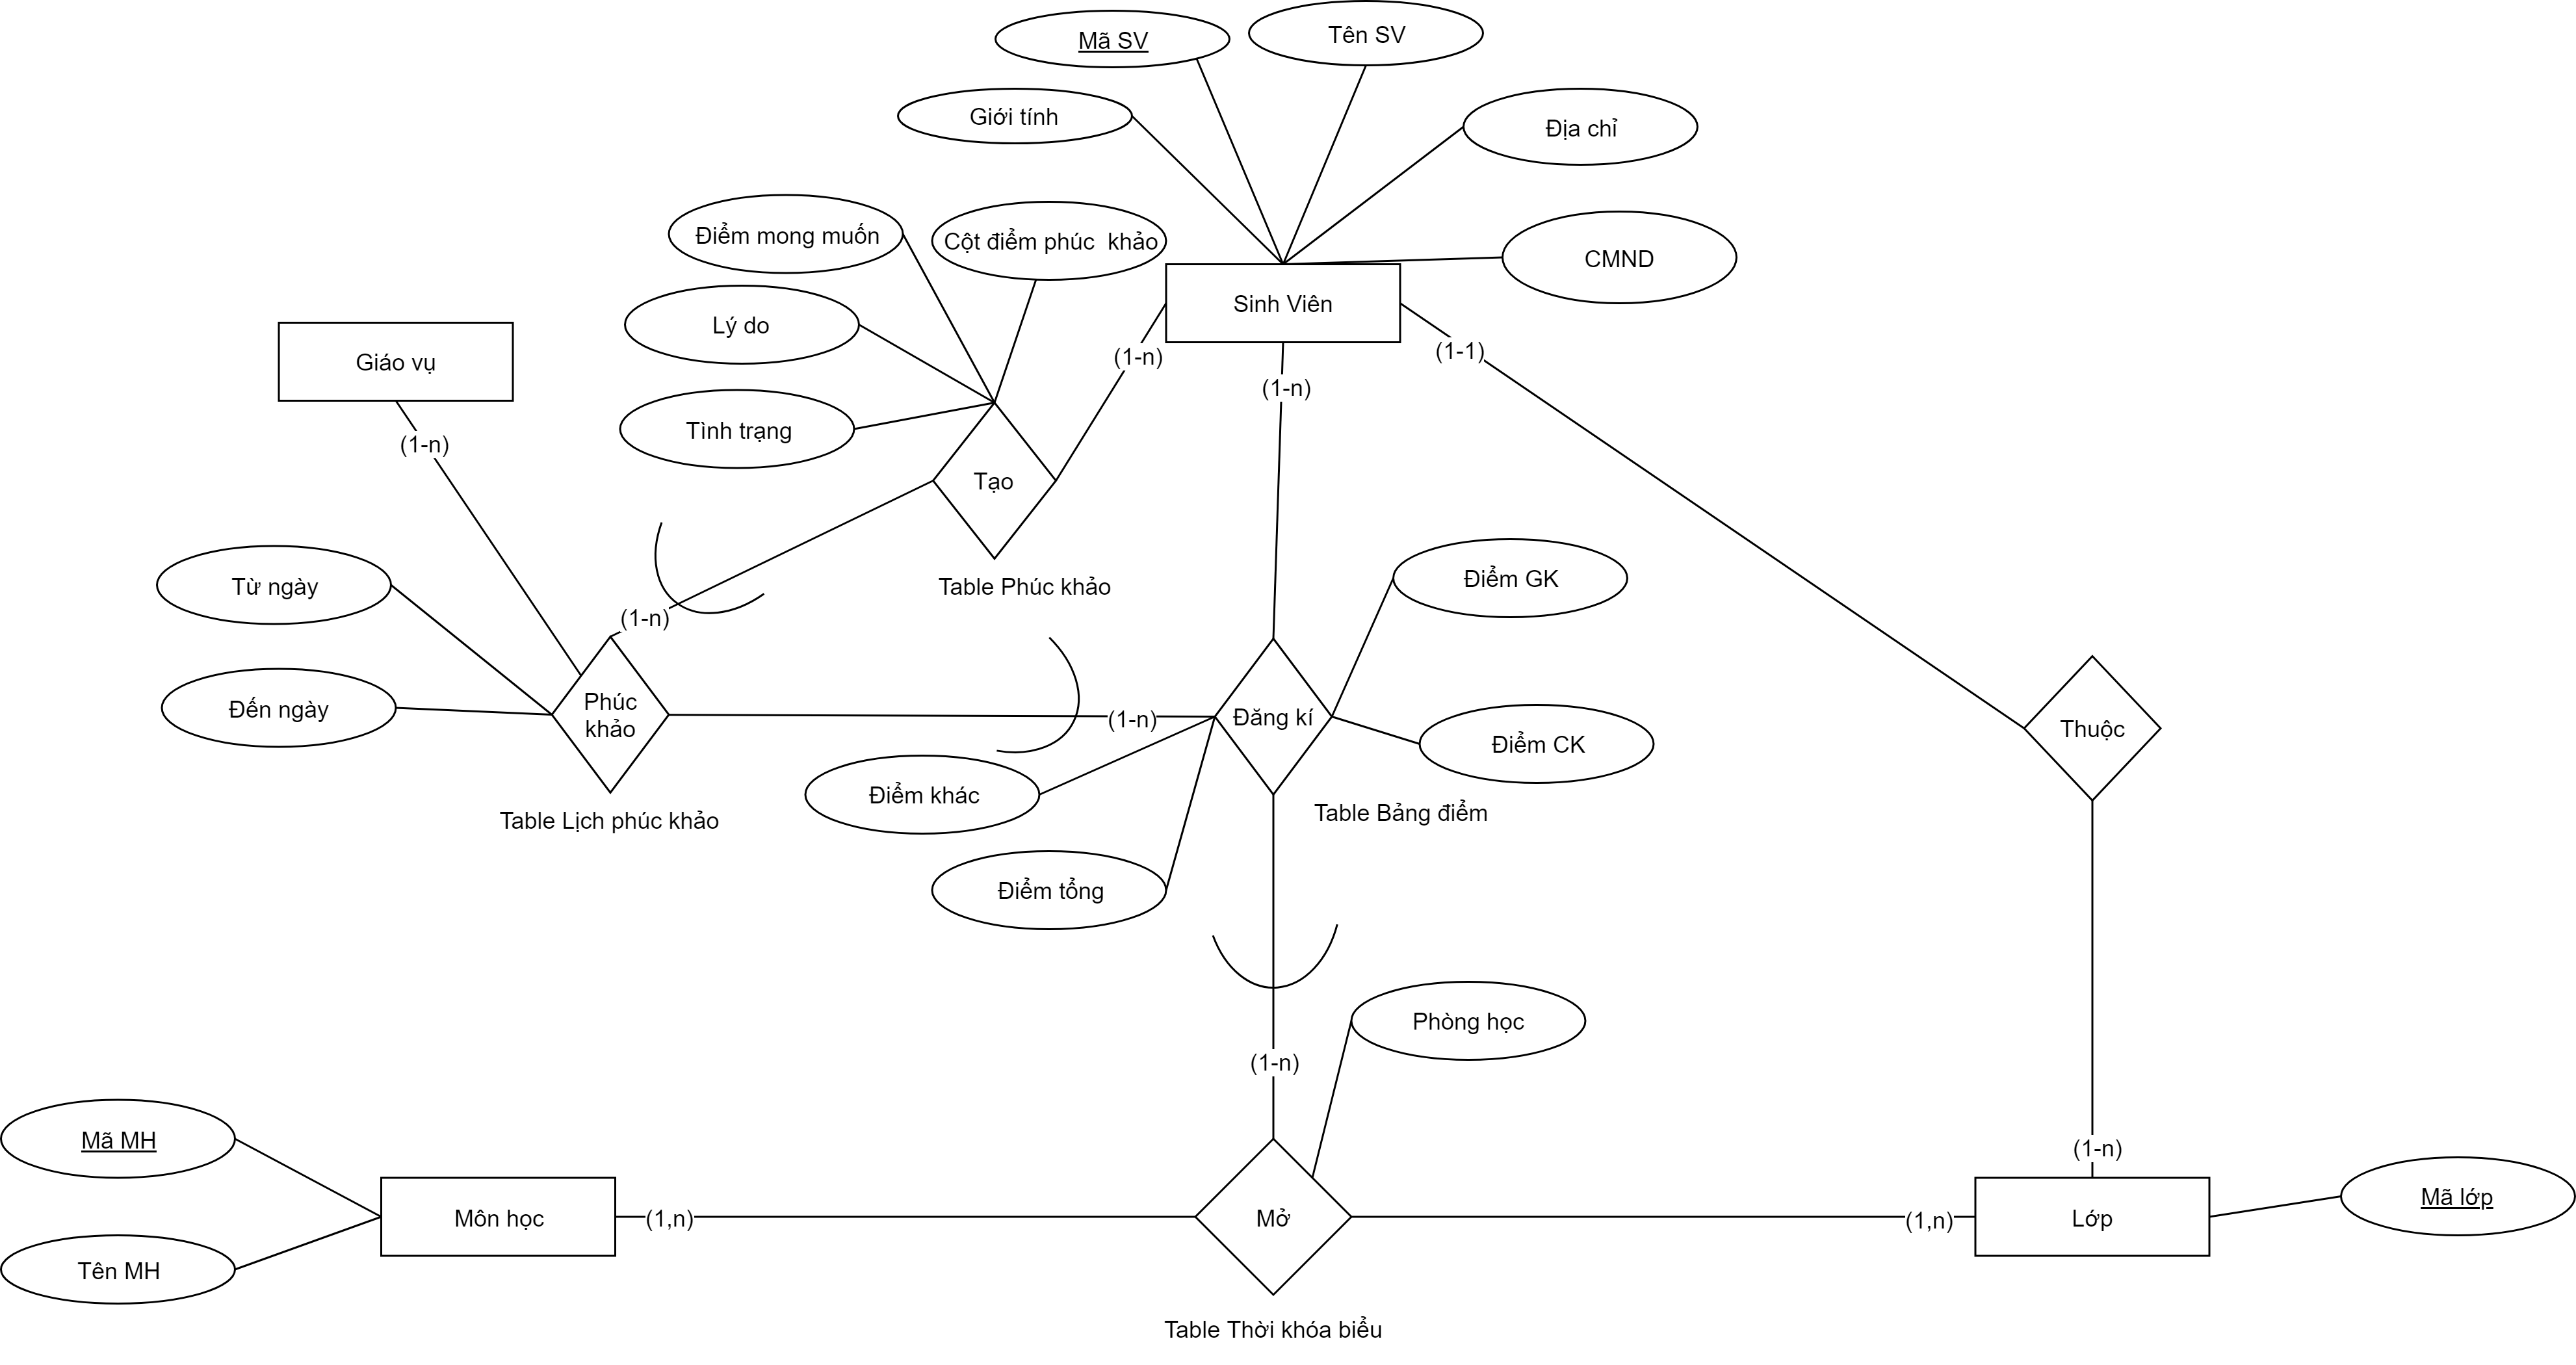 Mã SV
Tên SV
Giới tính
Địa chỉ
Điểm mong muốn
Cột điểm phúc  khảo
CMND
Sinh Viên
Lý do
(1-n)
(1-1)
Giáo vụ
(1-n)
Tình trạng
(1-n)
Tạo
Từ ngày
Table Phúc khảo
Điểm GK
(1-n)
Đến ngày
Phúc
khảo
(1-n)
Đăng kí
Điểm CK
Thuộc
Điểm khác
Table Lịch phúc khảo
Table Bảng điểm
Điểm tổng
Phòng học
(1-n)
Mã MH
(1-n)
Mã lớp
Môn học
(1,n)
Mở
(1,n)
Lớp
Tên MH
Table Thời khóa biểu